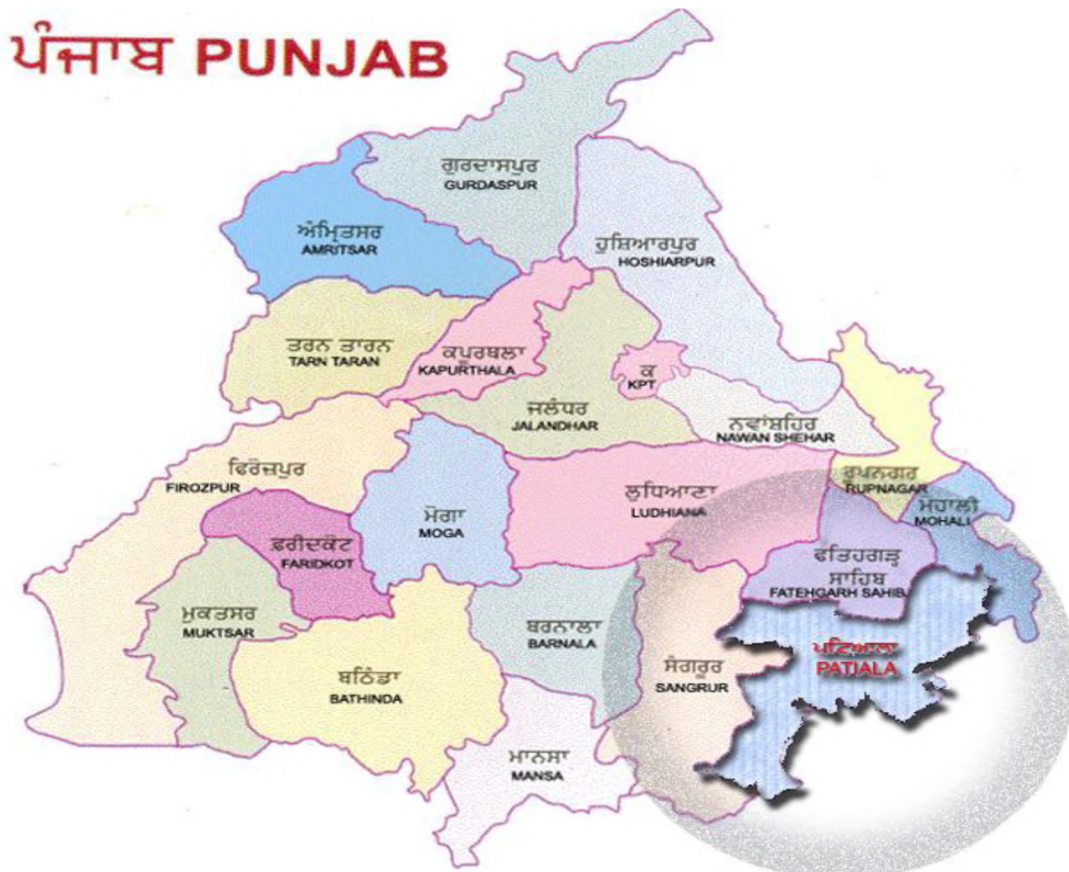 ਪੰਜਾਬ PUNJAB
ਗੁਰਦਾਸਪੁਰ
GURDASPUR
ਅੰਮ੍ਰਿਤਸਰ
AMRITSAR
ਹੁਸ਼ਿਆਰਪੁਰ
HOSHIARPUR
ਤਰਨ ਤਾਰਨ
TARN TARAN
ਕਪੂਰਥਲਾ
KAPURTHALA
ਕ
KPT
ਜਲੰਧਰ
JALANDHAR
ਨਵਾਂਸ਼ਹਿਰ
NAWAN SHEHAR
ਫਿਰੋਜ਼ਪੁਰ
FIROZPUR
ਰੂਪਨਗਰ
RUPNAGAR
ਲੁਧਿਆਣਾ
LUDHIANA
ਮੋਹਾਲੀ
MOHALI
ਮੋਗਾ
MOGA
ਫ਼ਰੀਦਕੋਟ
FARIDKOT
ਫਤਿਹਗੜ੍ਹ
ਸਾਹਿਬ
FATEHGARH SAHIB
ਮੁਕਤਸਰ
MUKTSAR
ਬਰਨਾਲਾ
BARNALA
ਪਟਿਆਲਾ
PATIALA
ਸੰਗਰੂਰ
SANGRUR
ਬਠਿੰਡਾ
BATHINDA
ਮਾਨਸਾ
MANSA